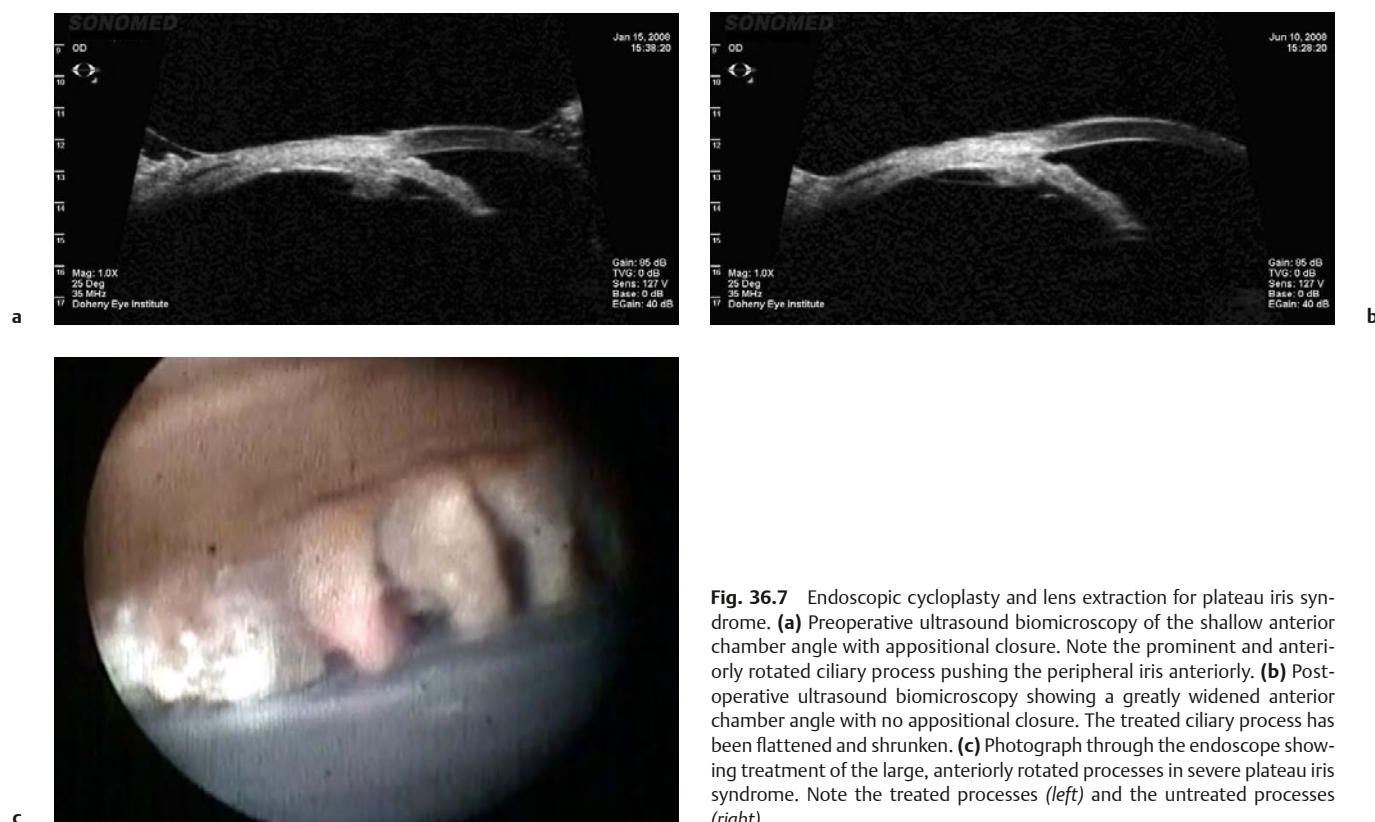 SONOMED
OD
Jan 15, 2008
15:38:20
9
10
11
12
13
14
15
16
17
Mag: 1.0X
25 Deg
35 MHz
Doheny Eye Institute
Gain: 95 dB
TVG: 0 dB
Sens: 127 V
Base: 0 dB
EGain: 40 dB
a
SONOMED
OD
Jun 10, 2008
15:28:20
9
10
11
12
13
14
15
16
17
Mag: 1.0X
25 Deg
35 MHz
Doheny Eye Institute
Gain: 95 dB
TVG: 0 dB
Sens: 127 V
Base: 0 dB
EGain: 40 dB
b
c
Fig. 36.7 Endoscopic cycloplasty and lens extraction for plateau iris syn-
drome. (a) Preoperative ultrasound biomicroscopy of the shallow anterior
chamber angle with appositional closure. Note the prominent and anteri-
orly rotated ciliary process pushing the peripheral iris anteriorly. (b) Post-
operative ultrasound biomicroscopy showing a greatly widened anterior
chamber angle with no appositional closure. The treated ciliary process has
been flattened and shrunken. (c) Photograph through the endoscope show-
ing treatment of the large, anteriorly rotated processes in severe plateau iris
syndrome. Note the treated processes (left) and the untreated processes
(right).